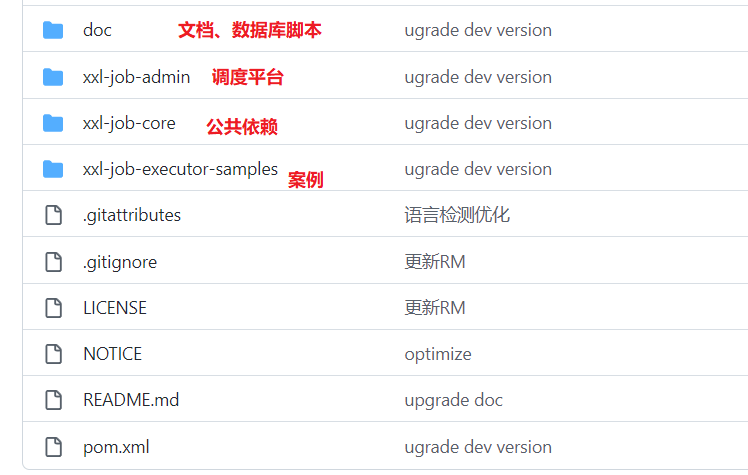 doc 文档、数据库脚本 ugrade dev version
xxl-job-admin 调度平台 ugrade dev version
xxl-job-core 公共依赖 ugrade dev version
xxl-job-executor-samples 案例 ugrade dev version
.gitattributes 语言检测优化
.gitignore 更新RM
LICENSE 更新RM
NOTICE optimize
README.md upgrade doc
pom.xml ugrade dev version